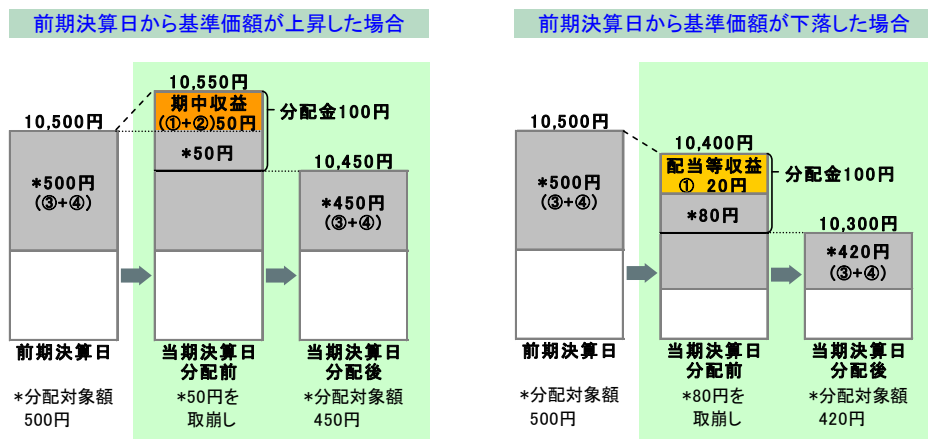 前期決算日から基準価額が上昇した場合
10,550円
期中収益
(①+②)50円
分配金100円
10,500円
*50円
10,450円
*500円
(③+④)
*450円
(③+④)
前期決算日
当期決算日
分配前
当期決算日
分配後
*分配対象額
500円
*50円を
取崩し
*分配対象額
450円
前期決算日から基準価額が下落した場合
10,500円
10,400円
配当等収益
① 20円
分配金100円
*500円
(③+④)
*80円
10,300円
*420円
(③+④)
前期決算日
当期決算日
分配前
当期決算日
分配後
*分配対象額
500円
*80円を
取崩し
*分配対象額
420円